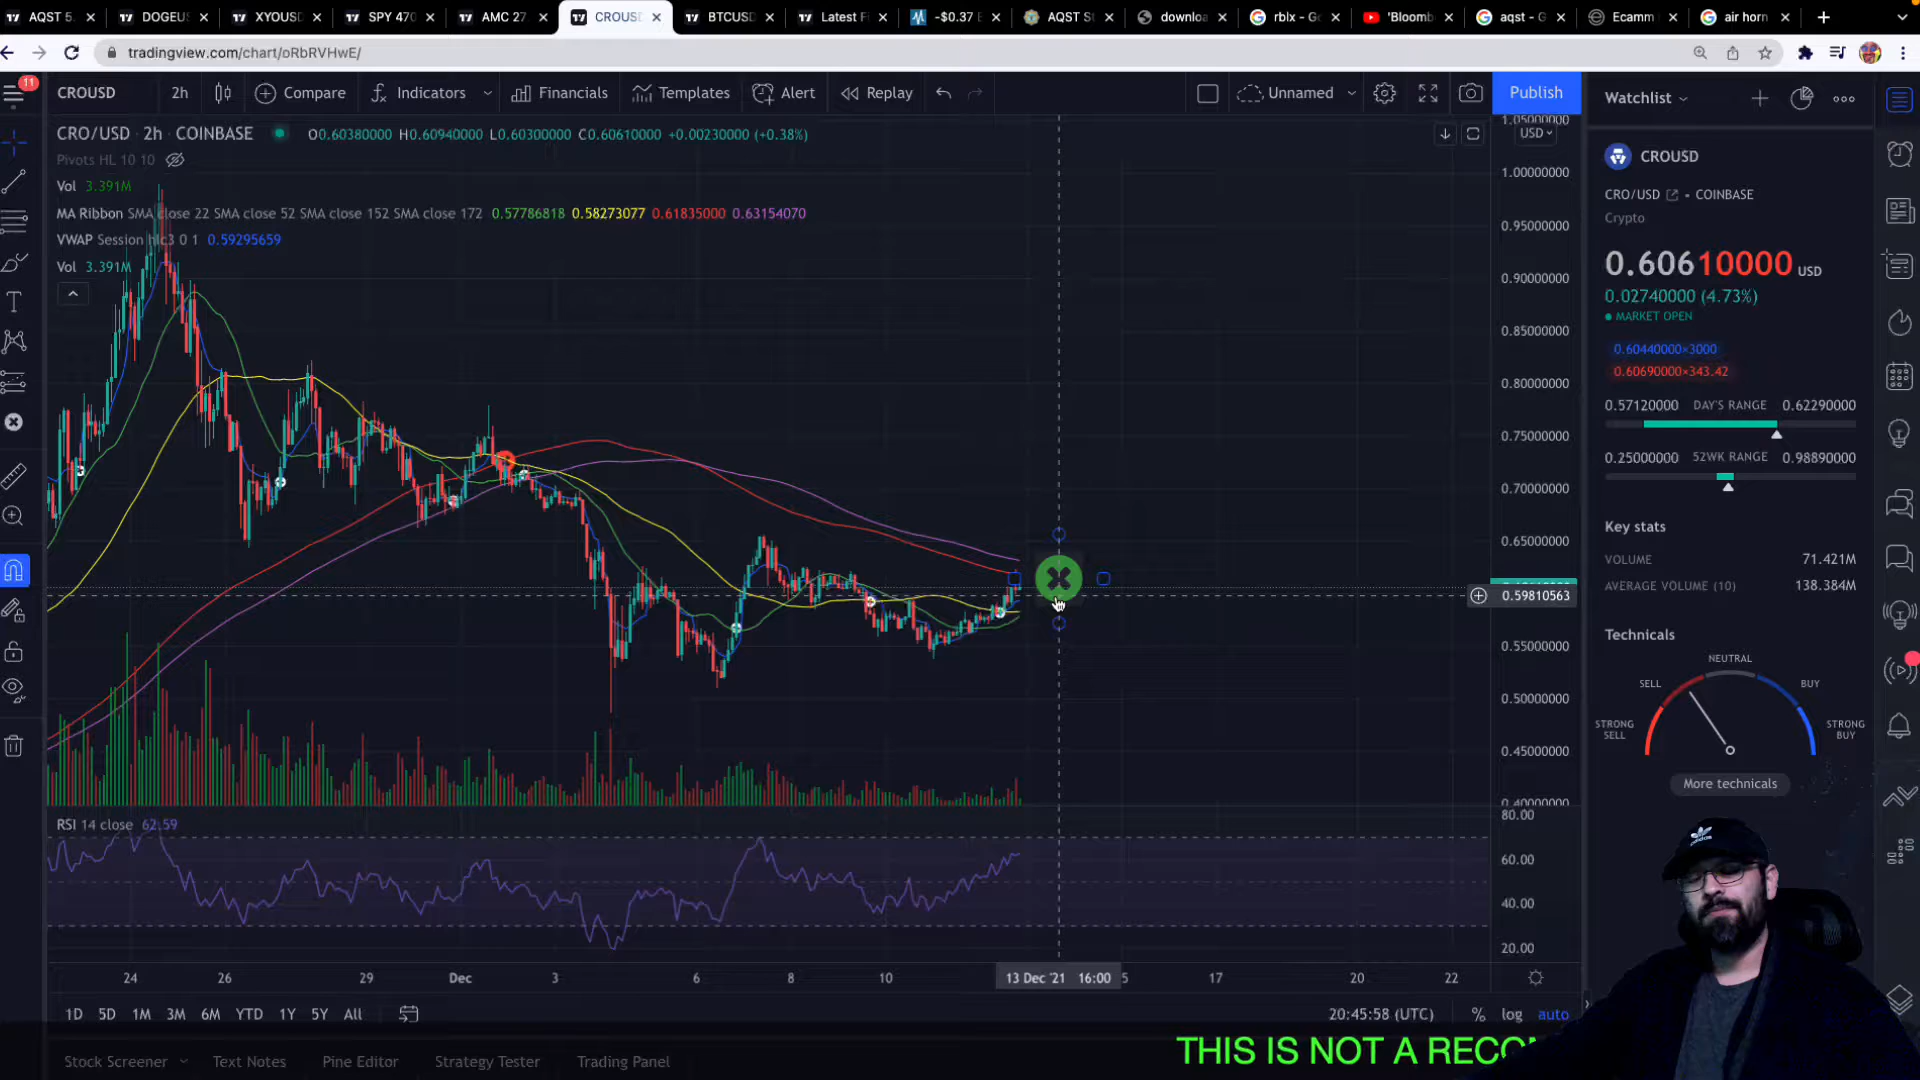 AQST 5.
DOGEUS
XYOUSD
SPY 470
AMC 27
CROUS
BTCUSD
Latest Fi
-$0.37 E
AQST St
downloa
rblx - Go
'Bloomb
aqst - G
Ecamm
air horn
tradingview.com/chart/oRbRVHwE/
11
CROUSD 2h Compare Indicators Financials Templates Alert Replay Unnamed Publish
CRO/USD · 2h · COINBASE O0.60380000 H0.60940000 L0.60300000 C0.60610000 +0.00230000 (+0.38%)
Pivots HL 10 10
Vol 3.391M
MA Ribbon SMA close 22 SMA close 52 SMA close 152 SMA close 172 0.57786818 0.58273077 0.61835000 0.63154070
VWAP Session hlc3 0 1 0.59295659
Vol 3.391M
USD
1.05000000
1.00000000
0.95000000
0.90000000
0.85000000
0.80000000
0.75000000
0.70000000
0.65000000
0.59810563
0.55000000
0.50000000
0.45000000
0.40000000
RSI 14 close 62.59
80.00
60.00
40.00
20.00
24 26 29 Dec 3 6 8 10 13 Dec '21 16:00 5 17 20 22
1D 5D 1M 3M 6M YTD 1Y 5Y All
20:45:58 (UTC) % log auto
Stock Screener Text Notes Pine Editor Strategy Tester Trading Panel
THIS IS NOT A RECOM
Watchlist
CROUSD
CRO/USD · COINBASE
Crypto
0.60610000 USD
0.02740000 (4.73%)
MARKET OPEN
0.60440000×3000
0.60690000×343.42
0.57120000 DAY'S RANGE 0.62290000
0.25000000 52WK RANGE 0.98890000
Key stats
VOLUME 71.421M
AVERAGE VOLUME (10) 138.384M
Technicals
NEUTRAL
SELL BUY
STRONG SELL
STRONG BUY
More technicals